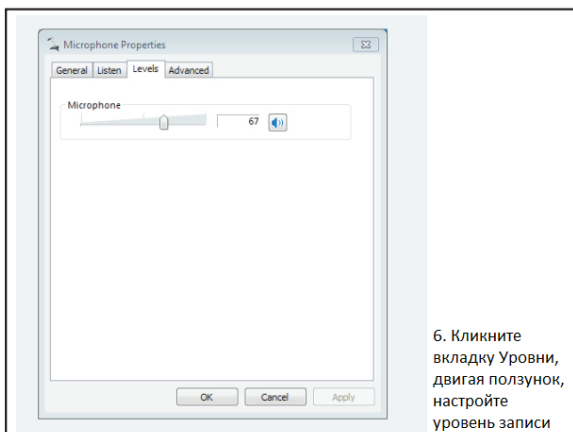 Microphone Properties
General Listen Levels Advanced
Microphone
67
OK Cancel Apply
6. Кликните
вкладку Уровни,
двигая ползунок,
настройте
уровень записи